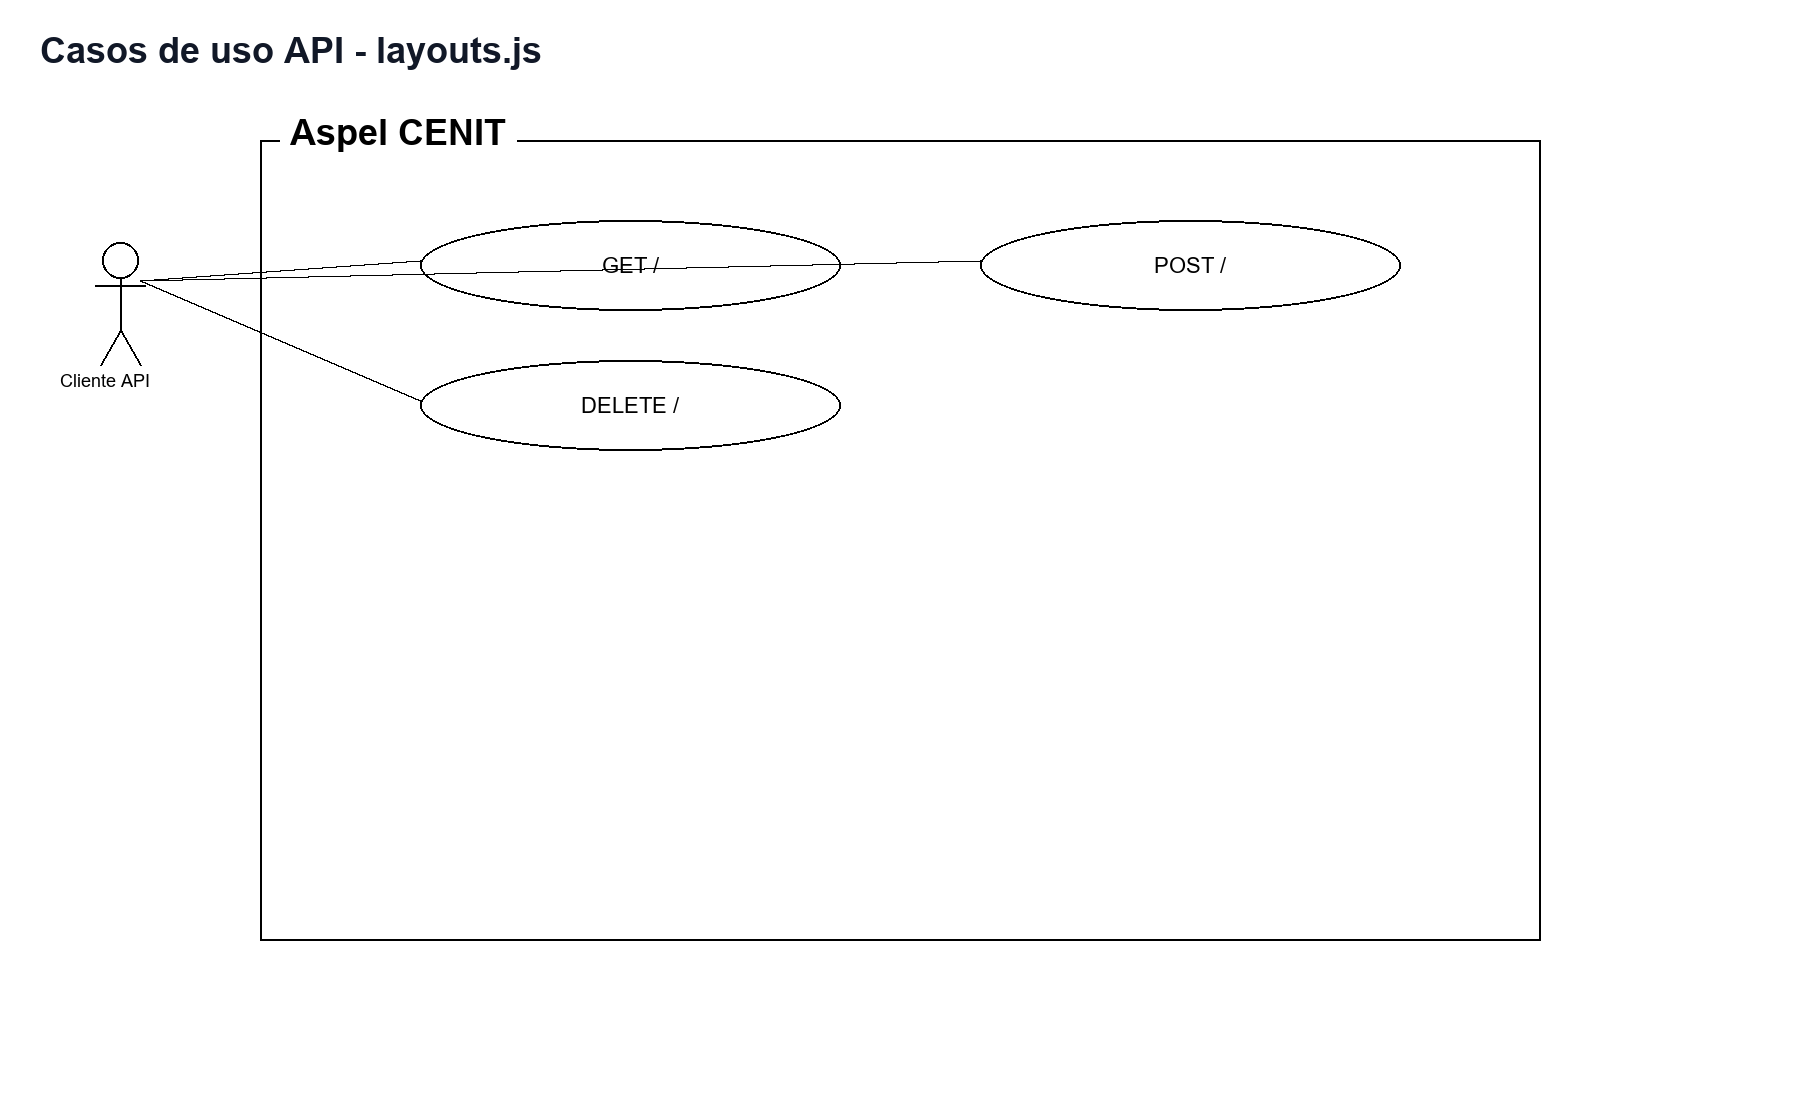 Casos de uso API - layouts.js
Aspel CENIT
GET /
POST /
Cliente API
DELETE /